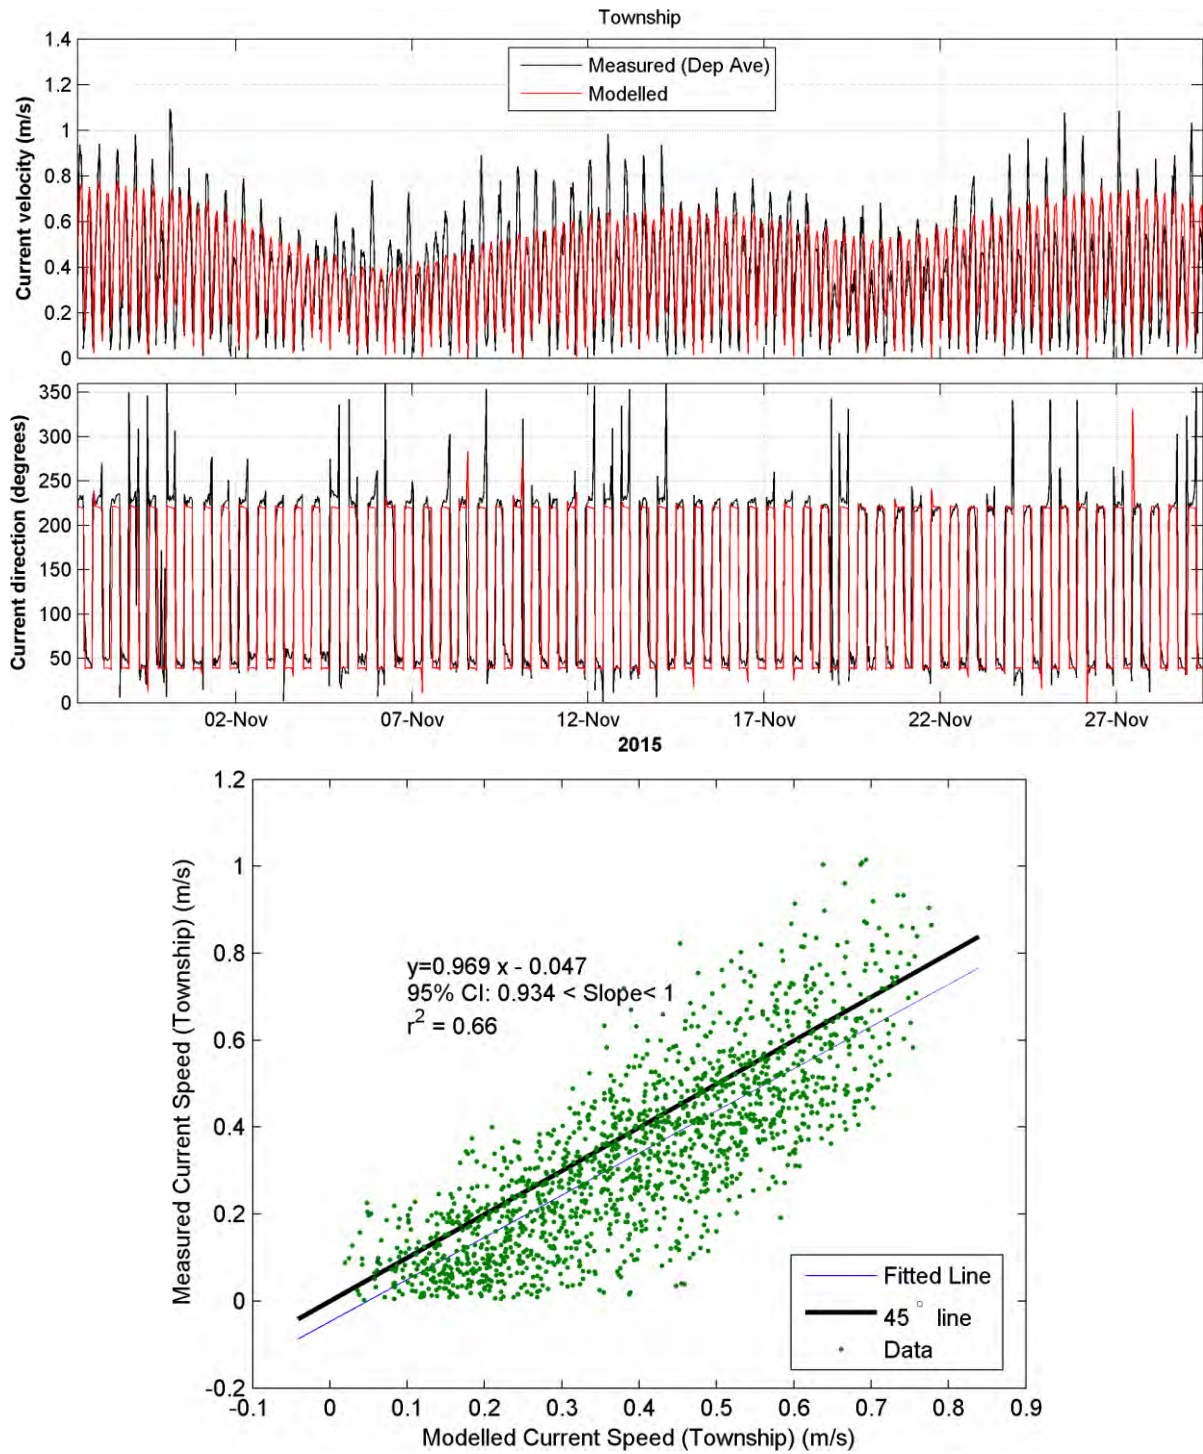 Township
1.4
1.2
1
0.8
0.6
0.4
0.2
0
Current velocity (m/s)
Measured (Dep Ave)
Modelled
350
300
250
200
150
100
50
0
Current direction (degrees)
02-Nov 07-Nov 12-Nov 17-Nov 22-Nov 27-Nov
2015
1.2
1
0.8
0.6
0.4
0.2
0
-0.2
Measured Current Speed (Township) (m/s)
y=0.969 x - 0.047
95% CI: 0.934 < Slope< 1
r² = 0.66
Fitted Line
45° line
Data
-0.1 0 0.1 0.2 0.3 0.4 0.5 0.6 0.7 0.8 0.9
Modelled Current Speed (Township) (m/s)